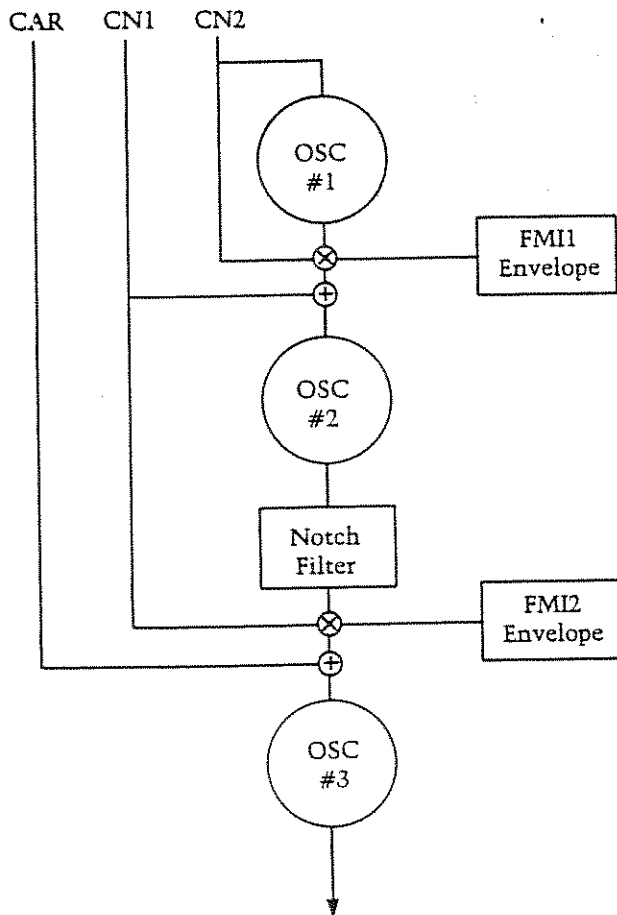 CAR CN1 CN2
OSC
#1
FMI1
Envelope
OSC
#2
Notch
Filter
FMI2
Envelope
OSC
#3